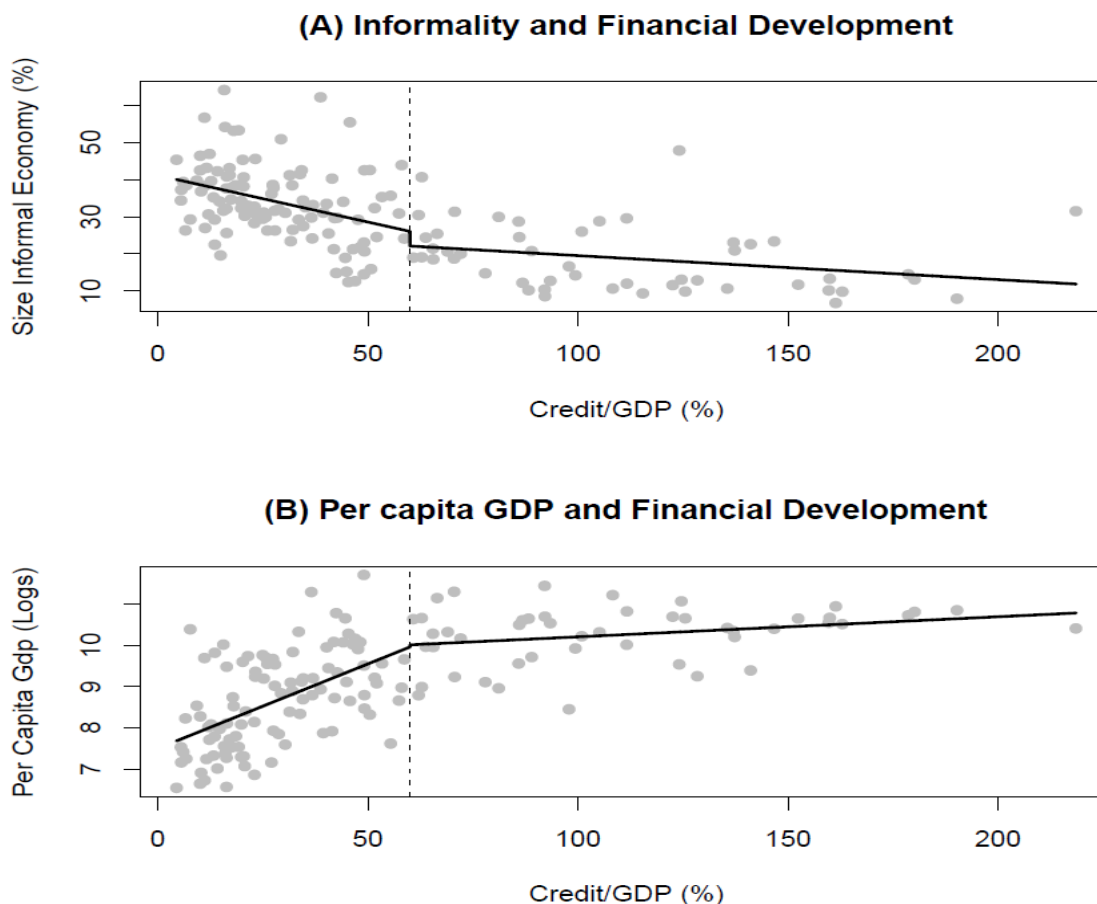 (A) Informality and Financial Development
Size Informal Economy (%)
50
30
10
0 50 100 150 200
Credit/GDP (%)
(B) Per capita GDP and Financial Development
Per Capita Gdp (Logs)
10
9
8
7
0 50 100 150 200
Credit/GDP (%)